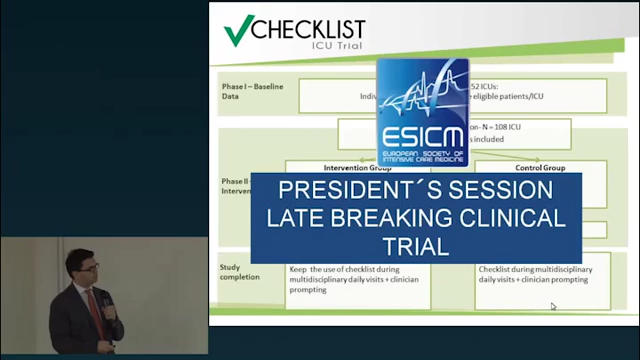 CHECKLIST
ICU Trial
Phase I – Baseline
Data
52 ICUs:
eligible patients/ICU
N = 108 ICU
included
ESICM
EUROPEAN SOCIETY OF
INTENSIVE CARE MEDICINE
Intervention Group
Control Group
Phase II –
PRESIDENT´S SESSION
LATE BREAKING CLINICAL
TRIAL
Study
completion
Keep the use of checklist during
multidisciplinary daily visits + clinician
prompting
Checklist during multidisciplinary
daily visits + clinician prompting